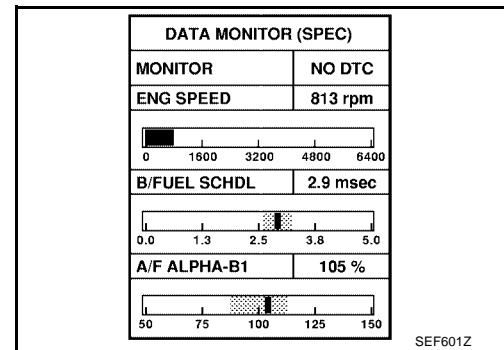 DATA MONITOR (SPEC)
MONITOR NO DTC
ENG SPEED 813 rpm
0 1600 3200 4800 6400
B/FUEL SCHDL 2.9 msec
0.0 1.3 2.5 3.8 5.0
A/F ALPHA-B1 105 %
50 75 100 125 150
SEF601Z